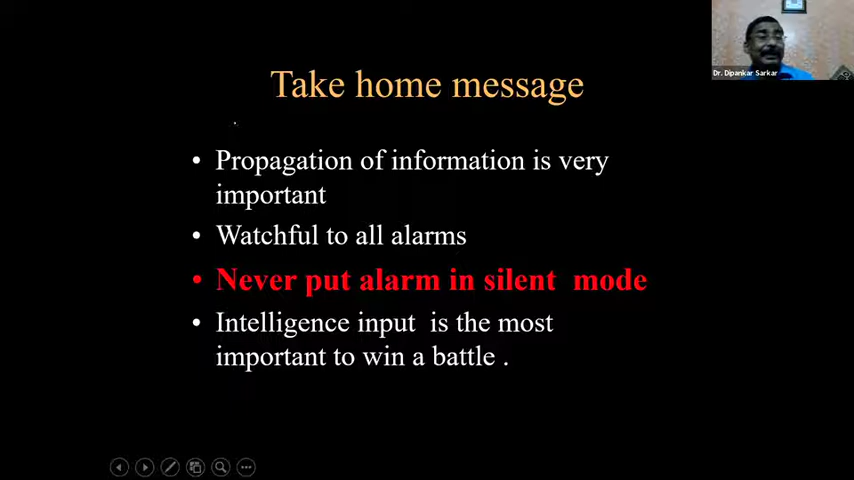 Dr. Dipankar Sarkar
Take home message
• Propagation of information is very
important
• Watchful to all alarms
• Never put alarm in silent  mode
• Intelligence input  is the most
important to win a battle .